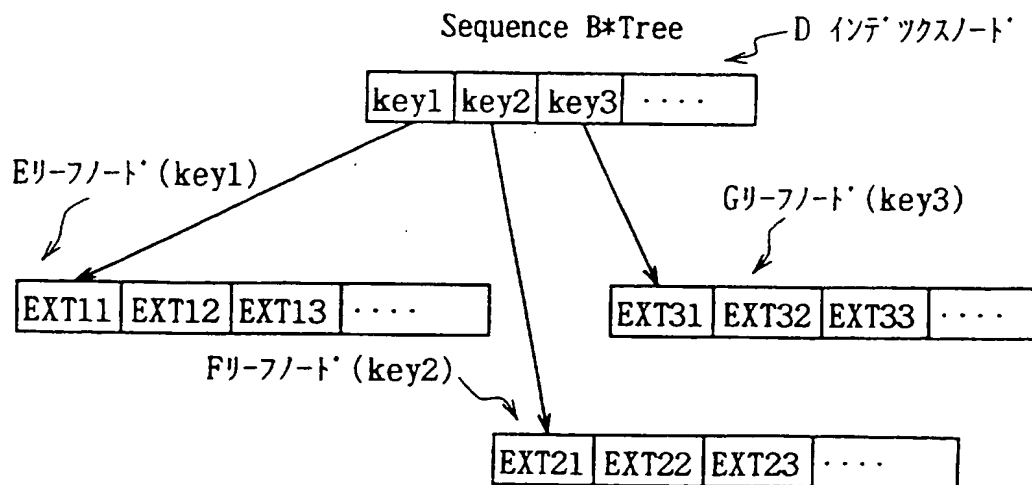 Sequence B*Tree
D インデックスノード
key1 key2 key3 ････
Eリーフノード(key1)
Gリーフノード(key3)
EXT11 EXT12 EXT13 ････
EXT31 EXT32 EXT33 ････
Fリーフノード(key2)
EXT21 EXT22 EXT23 ････